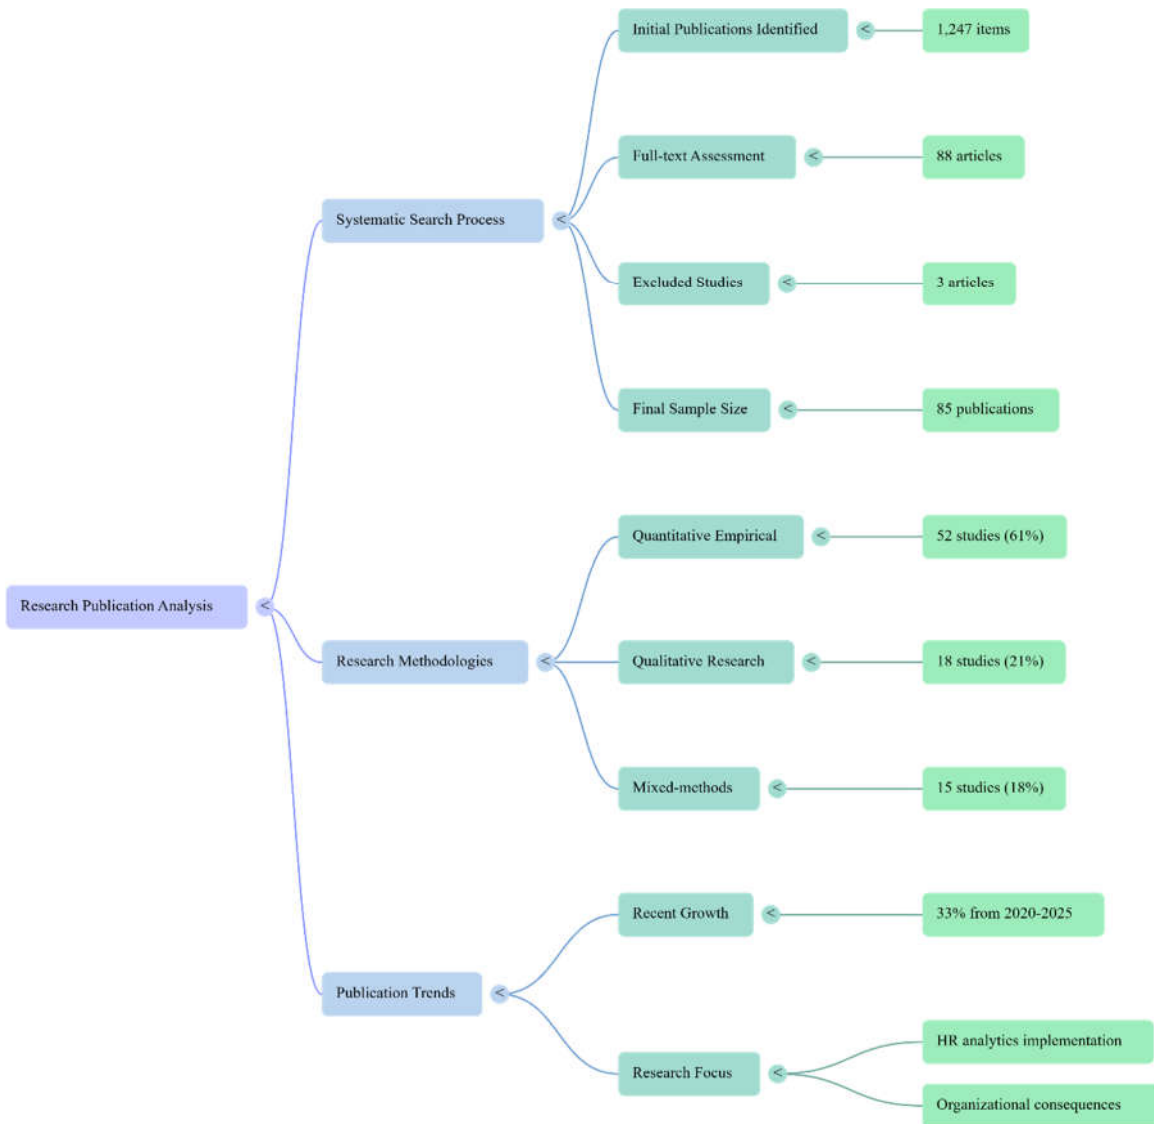 Research Publication Analysis
Systematic Search Process
Initial Publications Identified
1,247 items
Full-text Assessment
88 articles
Excluded Studies
3 articles
Final Sample Size
85 publications
Research Methodologies
Quantitative Empirical
52 studies (61%)
Qualitative Research
18 studies (21%)
Mixed-methods
15 studies (18%)
Publication Trends
Recent Growth
33% from 2020-2025
Research Focus
HR analytics implementation
Organizational consequences